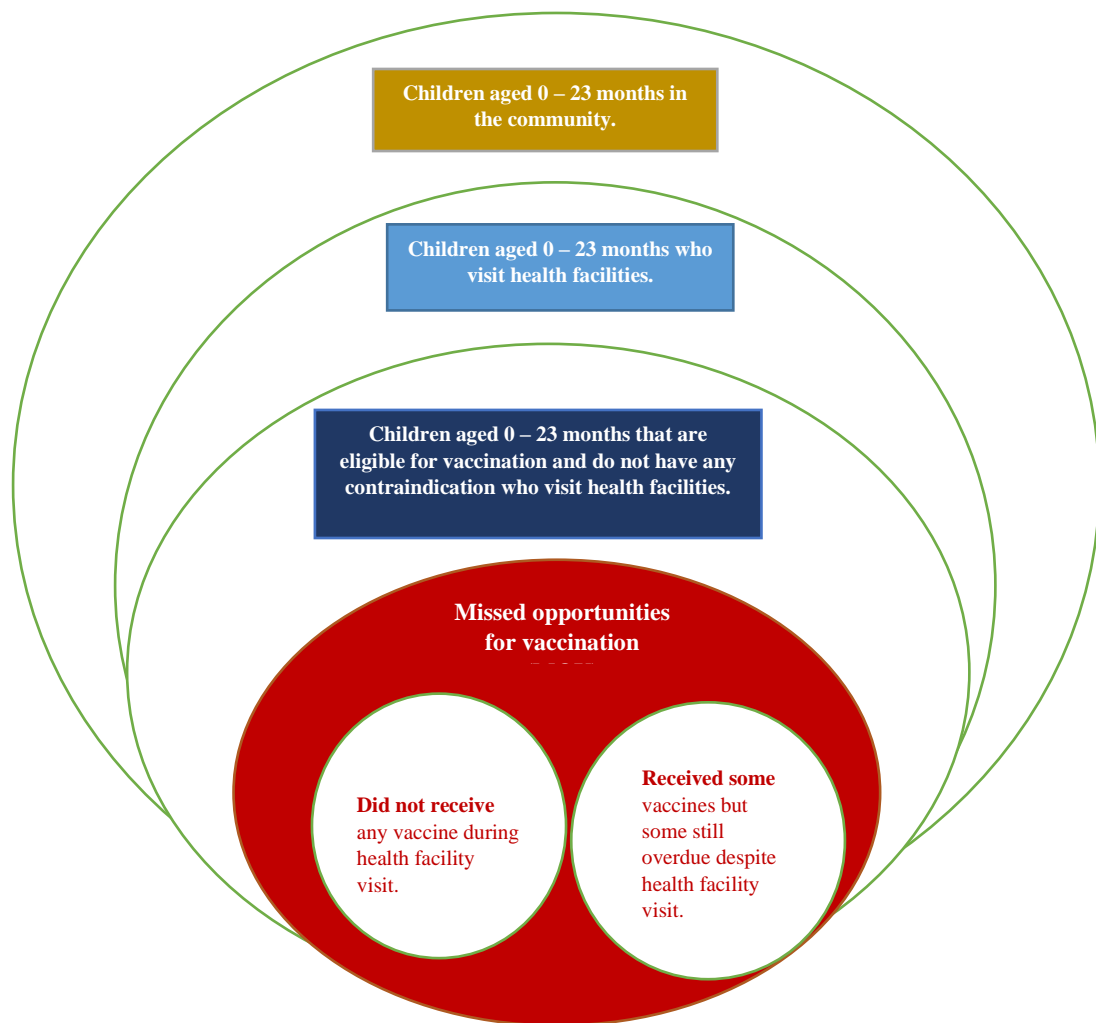 Children aged 0 – 23 months in
the community.
Children aged 0 – 23 months who
visit health facilities.
Children aged 0 – 23 months that are
eligible for vaccination and do not have any
contraindication who visit health facilities.
Missed opportunities
for vaccination
Did not receive
any vaccine during
health facility
visit.
Received some
vaccines but
some still
overdue despite
health facility
visit.